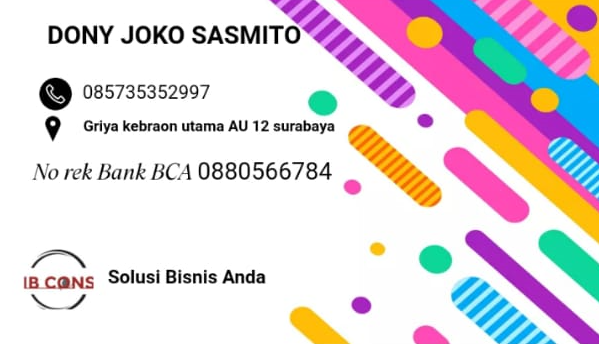 DONY JOKO SASMITO
085735352997
Griya kebraon utama AU 12 surabaya
No rek Bank BCA 0880566784
IB CONS
Solusi Bisnis Anda